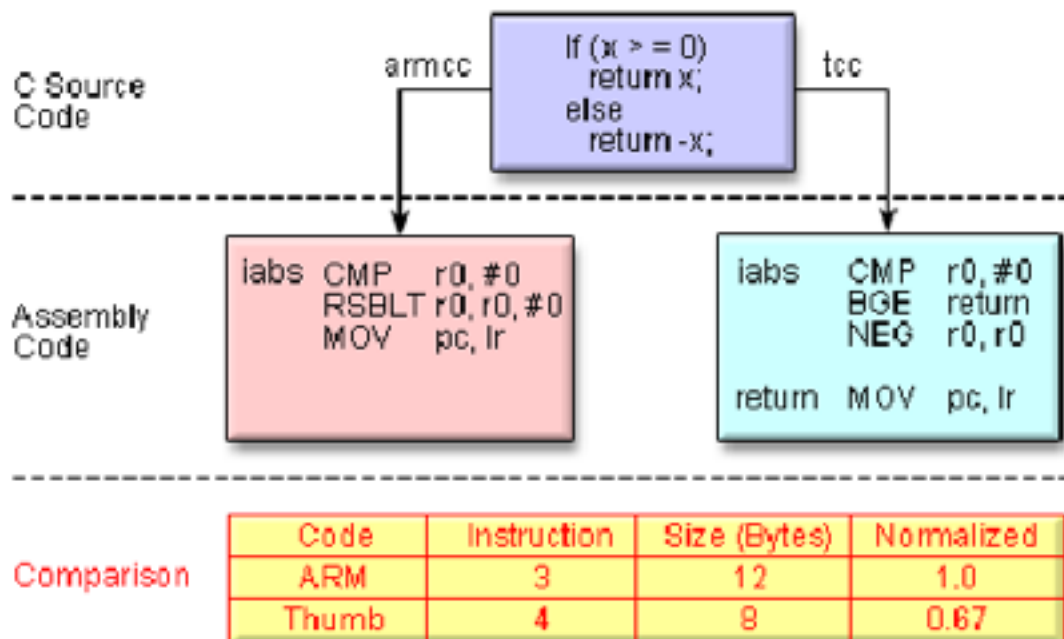 C Source
Code
armcc
If (x > = 0)
return x;
else
return -x;
tcc
Assembly
Code
iabs CMP r0, #0
RSBLT r0, r0, #0
MOV pc, lr
iabs CMP r0, #0
BGE return
NEG r0, r0
return MOV pc, lr
Comparison
Code Instruction Size (Bytes) Normalized
ARM 3 12 1.0
Thumb 4 8 0.67